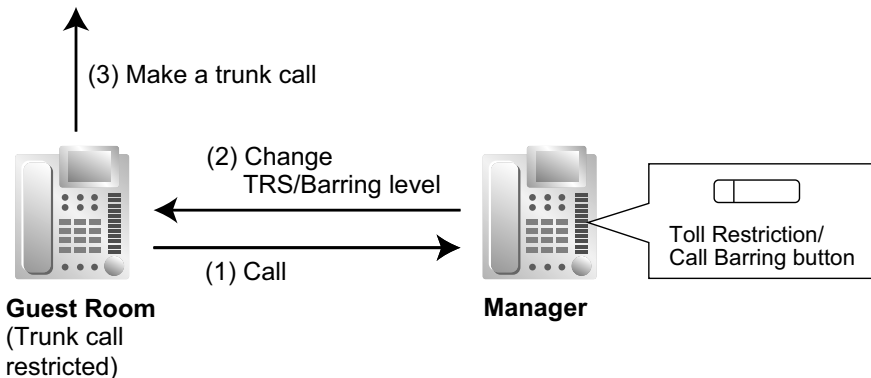 (3) Make a trunk call
(2) Change
TRS/Barring level
(1) Call
Toll Restriction/
Call Barring button
Guest Room
(Trunk call
restricted)
Manager